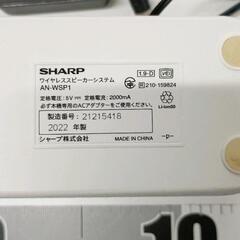 SHARP
ワイヤレススピーカーシステム
AN-WSP1
定格電圧：5V 定格電流：2000mA
必ず本機専用のACアダプターをご使用ください。
製造番号： 21215418
2022 年製
シャープ株式会社
MADE IN CHINA
-p-
1.9-D
210-159824
Li-ion00